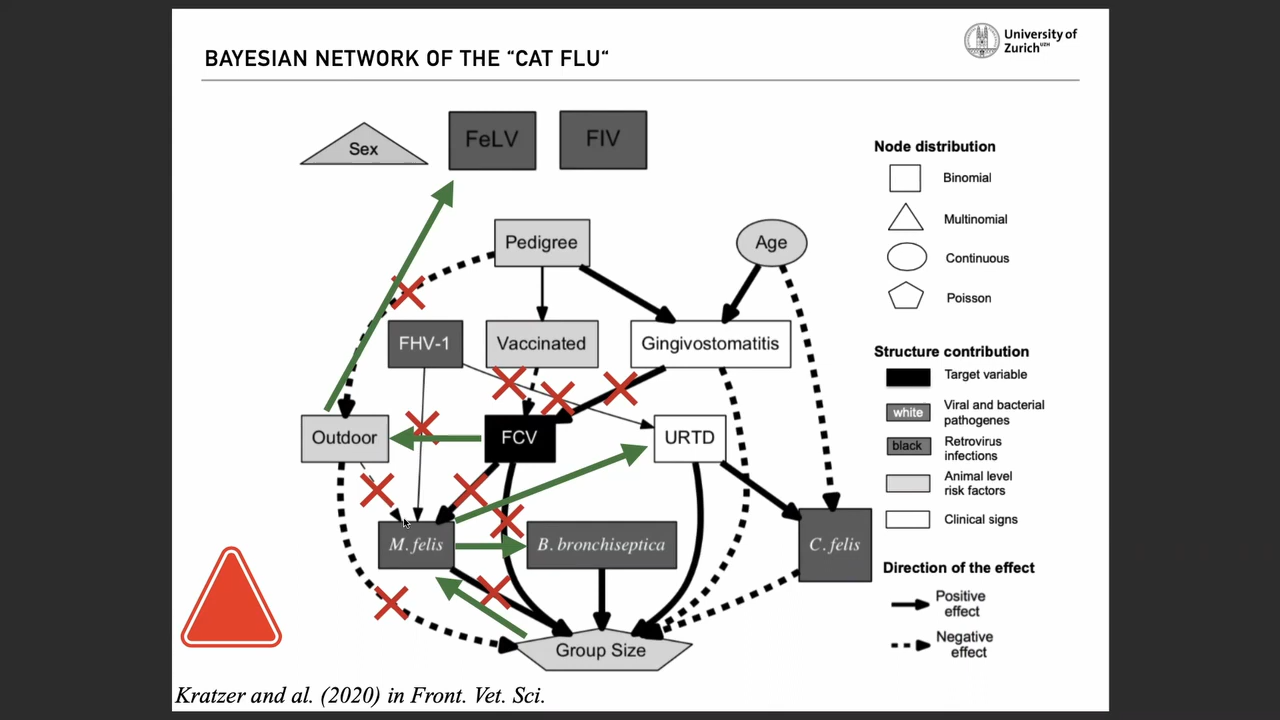 BAYESIAN NETWORK OF THE “CAT FLU“
University of
Zurich UZH
Sex
FeLV
FIV
Pedigree
Age
FHV-1
Vaccinated
Gingivostomatitis
Outdoor
FCV
URTD
M. felis
B. bronchiseptica
C. felis
Group Size
Node distribution
Binomial
Multinomial
Continuous
Poisson
Structure contribution
Target variable
white
Viral and bacterial
pathogenes
black
Retrovirus
infections
Animal level
risk factors
Clinical signs
Direction of the effect
Positive
effect
Negative
effect
Kratzer and al. (2020) in Front. Vet. Sci.